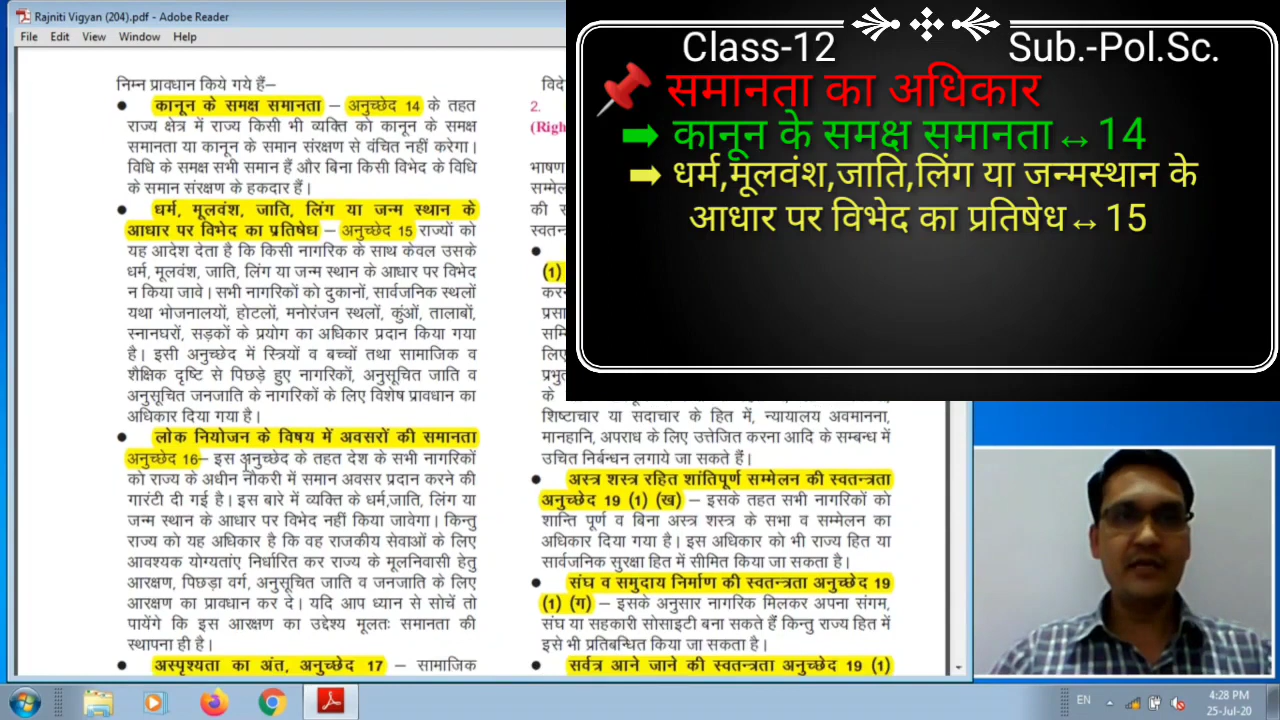 Rajniti Vigyan (204).pdf - Adobe Reader
File Edit View Window Help
निम्न प्रावधान किये गये हैं–
● कानून के समक्ष समानता – अनुच्छेद 14 के तहत
राज्य क्षेत्र में राज्य किसी भी व्यक्ति को कानून के समक्ष
समानता या कानून के समान संरक्षण से वंचित नहीं करेगा।
विधि के समक्ष सभी समान हैं और बिना किसी विभेद के विधि
के समान संरक्षण के हकदार हैं।
● धर्म, मूलवंश, जाति, लिंग या जन्म स्थान के
आधार पर विभेद का प्रतिषेध – अनुच्छेद 15 राज्यों को
यह आदेश देता है कि किसी नागरिक के साथ केवल उसके
धर्म, मूलवंश, जाति, लिंग या जन्म स्थान के आधार पर विभेद
न किया जावे। सभी नागरिकों को दुकानों, सार्वजनिक स्थलों
यथा भोजनालयों, होटलों, मनोरंजन स्थलों, कुंओं, तालाबों,
स्नानघरों, सड़कों के प्रयोग का अधिकार प्रदान किया गया
है। इसी अनुच्छेद में स्त्रियों व बच्चों तथा सामाजिक व
शैक्षिक दृष्टि से पिछड़े हुए नागरिकों, अनुसूचित जाति व
अनुसूचित जनजाति के नागरिकों के लिए विशेष प्रावधान का
अधिकार दिया गया है।
● लोक नियोजन के विषय में अवसरों की समानता
अनुच्छेद 16– इस अनुच्छेद के तहत देश के सभी नागरिकों
को राज्य के अधीन नौकरी में समान अवसर प्रदान करने की
गारंटी दी गई है। इस बारे में व्यक्ति के धर्म,जाति, लिंग या
जन्म स्थान के आधार पर विभेद नहीं किया जावेगा। किन्तु
राज्य को यह अधिकार है कि वह राजकीय सेवाओं के लिए
आवश्यक योग्यताएं निर्धारित कर राज्य के मूलनिवासी हेतु
आरक्षण, पिछड़ा वर्ग, अनुसूचित जाति व जनजाति के लिए
आरक्षण का प्रावधान कर दे। यदि आप ध्यान से सोचें तो
पायेंगे कि इस आरक्षण का उद्देश्य मूलतः समानता की
स्थापना ही है।
● अस्पृश्यता का अंत, अनुच्छेद 17 – सामाजिक
विदे
2.
(Righ
भाषण
सम्मेल
की स
स्वतन
●
(1)
करन
प्रसा
सम्मि
लिए
प्रभुत
के
शिष्टाचार या सदाचार के हित में, न्यायालय अवमानना,
मानहानि, अपराध के लिए उत्तेजित करना आदि के सम्बन्ध में
उचित निर्बन्धन लगाये जा सकते हैं।
● अस्त्र शस्त्र रहित शांतिपूर्ण सम्मेलन की स्वतन्त्रता
अनुच्छेद 19 (1) (ख) – इसके तहत सभी नागरिकों को
शान्ति पूर्ण व बिना अस्त्र शस्त्र के सभा व सम्मेलन का
अधिकार दिया गया है। इस अधिकार को भी राज्य हित या
सार्वजनिक सुरक्षा हित में सीमित किया जा सकता है।
● संघ व समुदाय निर्माण की स्वतन्त्रता अनुच्छेद 19
(1) (ग) – इसके अनुसार नागरिक मिलकर अपना संगम,
संघ या सहकारी सोसाइटी बना सकते हैं किन्तु राज्य हित में
इसे भी प्रतिबन्धित किया जा सकता है।
● सर्वत्र आने जाने की स्वतन्त्रता अनुच्छेद 19 (1)
Class-12 Sub.-Pol.Sc.
समानता का अधिकार
➡ कानून के समक्ष समानता↔14
➡ धर्म,मूलवंश,जाति,लिंग या जन्मस्थान के
आधार पर विभेद का प्रतिषेध↔15
EN
4:28 PM
25-Jul-20